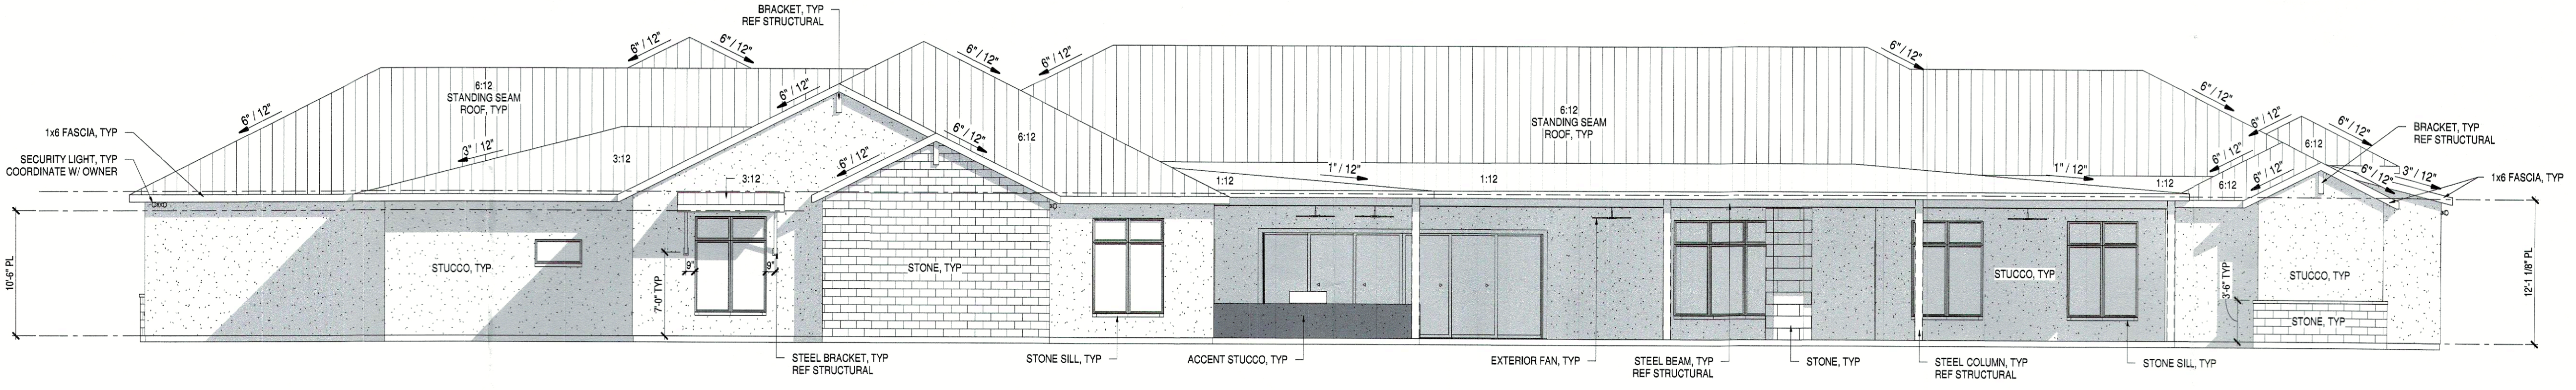 BRACKET, TYP
REF STRUCTURAL
6" / 12"
6" / 12"
6" / 12"
6" / 12"
6" / 12"
6:12
STANDING SEAM
ROOF, TYP
6" / 12"
6:12
STANDING SEAM
ROOF, TYP
6" / 12"
6" / 12"
1x6 FASCIA, TYP
SECURITY LIGHT, TYP
COORDINATE W/ OWNER
3" / 12"
3:12
6" / 12"
6" / 12"
6:12
3:12
1:12
1" / 12"
1:12
1" / 12"
1:12
6" / 12"
6" / 12"
6:12
6" / 12"
6" / 12"
6:12
6" / 12"
3" / 12"
BRACKET, TYP
REF STRUCTURAL
1x6 FASCIA, TYP
10'-6" PL
STUCCO, TYP
9"
9"
7'-0" TYP
STONE, TYP
STUCCO, TYP
3'-6" TYP
STUCCO, TYP
STONE, TYP
12'-1 1/8" PL
STEEL BRACKET, TYP
REF STRUCTURAL
STONE SILL, TYP
ACCENT STUCCO, TYP
EXTERIOR FAN, TYP
STEEL BEAM, TYP
REF STRUCTURAL
STONE, TYP
STEEL COLUMN, TYP
REF STRUCTURAL
STONE SILL, TYP